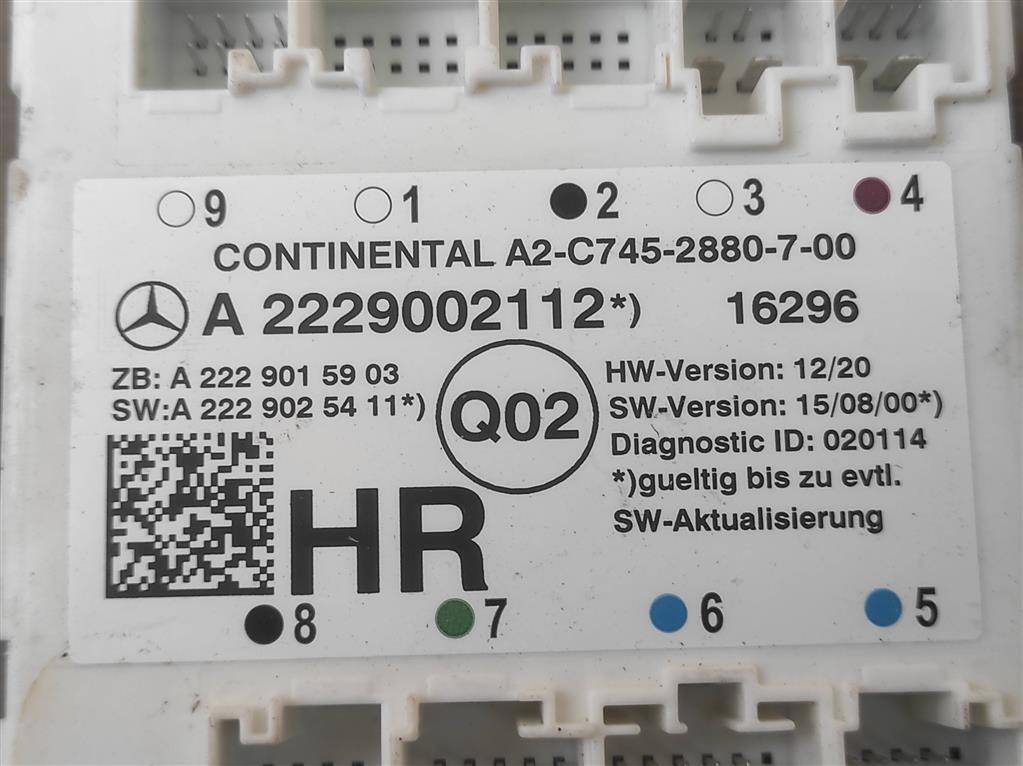 9 1 2 3 4
CONTINENTAL A2-C745-2880-7-00
A 2229002112*) 16296
ZB: A 222 901 59 03
SW:A 222 902 54 11*)
Q02
HW-Version: 12/20
SW-Version: 15/08/00*)
Diagnostic ID: 020114
*)gueltig bis zu evtl.
SW-Aktualisierung
HR
8 7 6 5